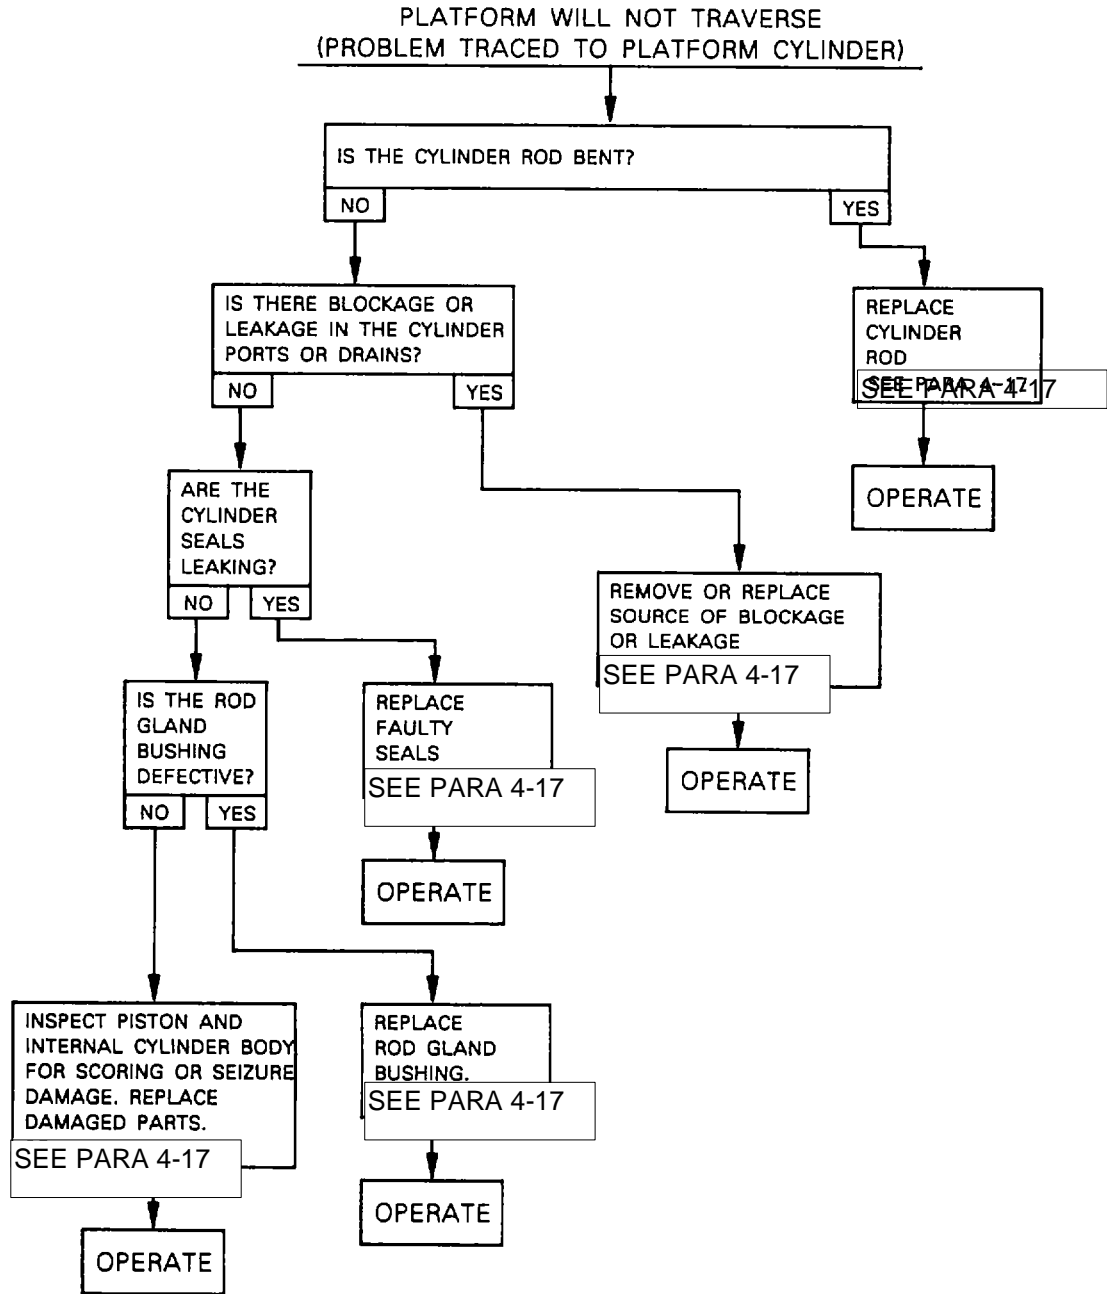 PLATFORM WILL NOT TRAVERSE
(PROBLEM TRACED TO PLATFORM CYLINDER)
IS THE CYLINDER ROD BENT?
NO
YES
IS THERE BLOCKAGE OR
LEAKAGE IN THE CYLINDER
PORTS OR DRAINS?
NO
YES
REPLACE
CYLINDER
ROD
SEE PARA 4-17
SEE PARA 4-17
OPERATE
ARE THE
CYLINDER
SEALS
LEAKING?
NO
YES
REMOVE OR REPLACE
SOURCE OF BLOCKAGE
OR LEAKAGE
SEE PARA 4-17
OPERATE
IS THE ROD
GLAND
BUSHING
DEFECTIVE?
NO
YES
REPLACE
FAULTY
SEALS
SEE PARA 4-17
OPERATE
INSPECT PISTON AND
INTERNAL CYLINDER BODY
FOR SCORING OR SEIZURE
DAMAGE. REPLACE
DAMAGED PARTS.
SEE PARA 4-17
OPERATE
REPLACE
ROD GLAND
BUSHING.
SEE PARA 4-17
OPERATE